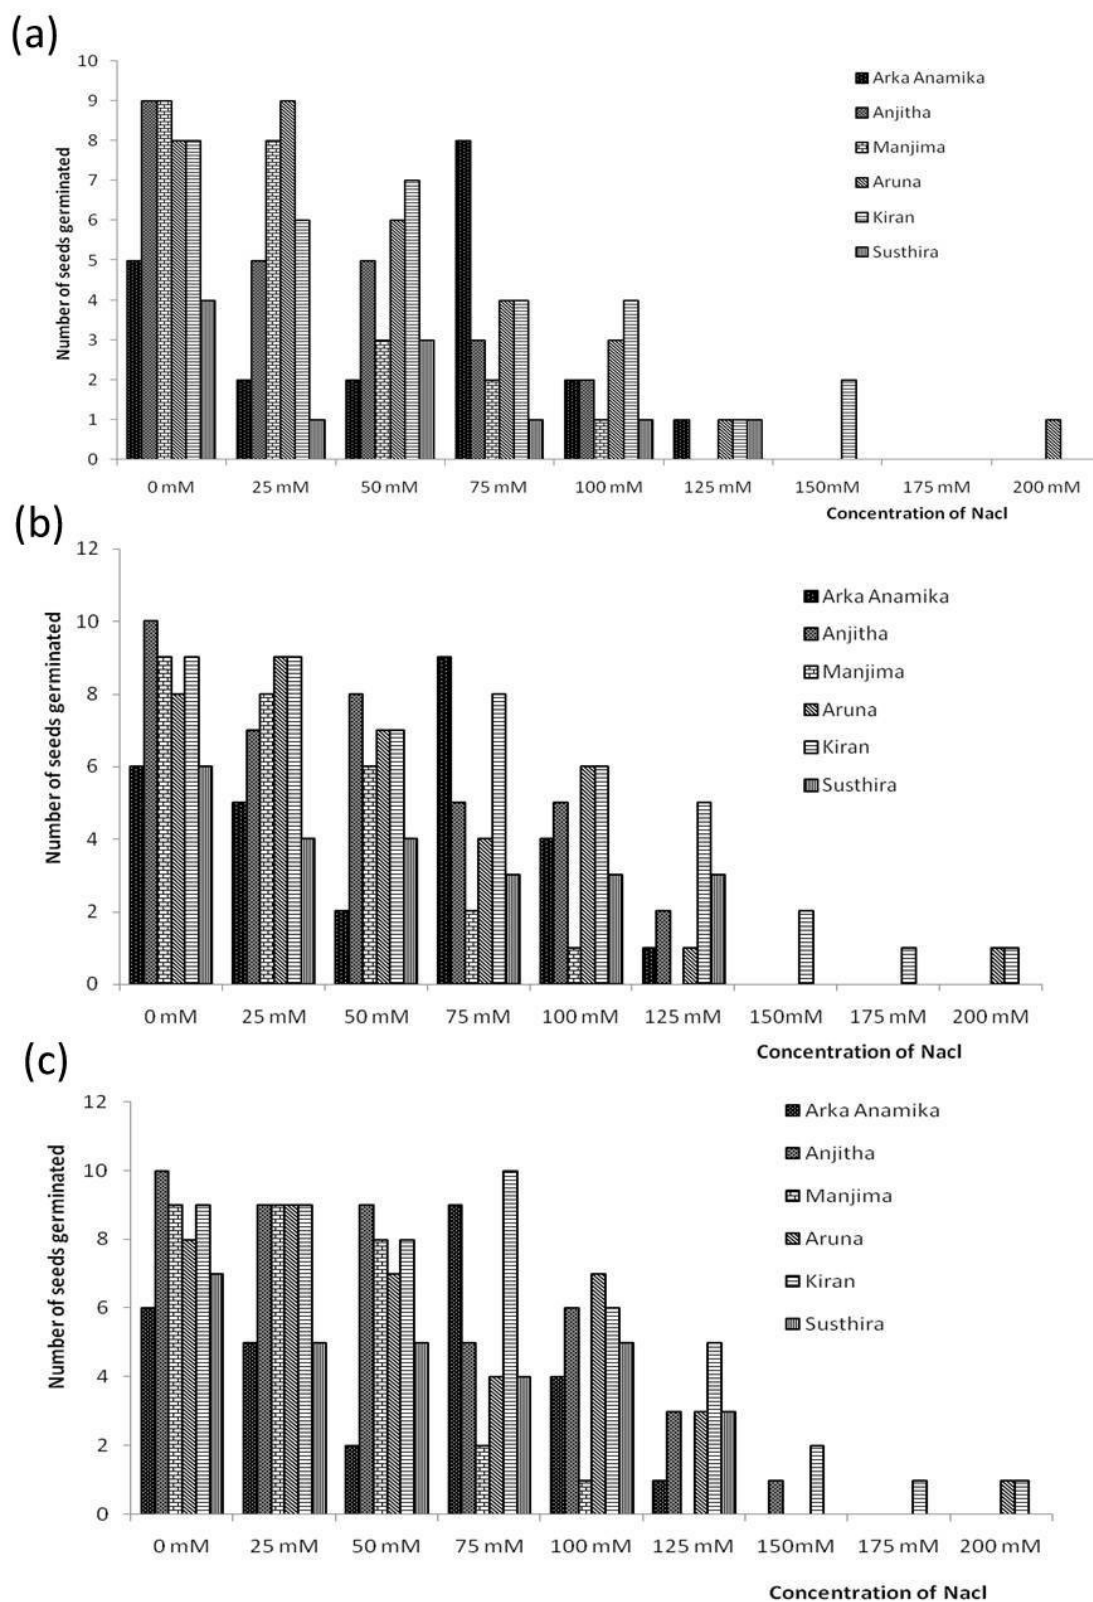 (a)
10
9
8
7
6
5
4
3
2
1
0
Number of seeds germinated
Arka Anamika
Anjitha
Manjima
Aruna
Kiran
Susthira
0 mM 25 mM 50 mM 75 mM 100 mM 125 mM 150mM 175 mM 200 mM
Concentration of Nacl
(b)
12
10
8
6
4
2
0
Number of seeds germinated
Arka Anamika
Anjitha
Manjima
Aruna
Kiran
Susthira
0 mM 25 mM 50 mM 75 mM 100 mM 125 mM 150mM 175 mM 200 mM
Concentration of Nacl
(c)
12
10
8
6
4
2
0
Number of seeds germinated
Arka Anamika
Anjitha
Manjima
Aruna
Kiran
Susthira
0 mM 25 mM 50 mM 75 mM 100 mM 125 mM 150mM 175 mM 200 mM
Concentration of Nacl